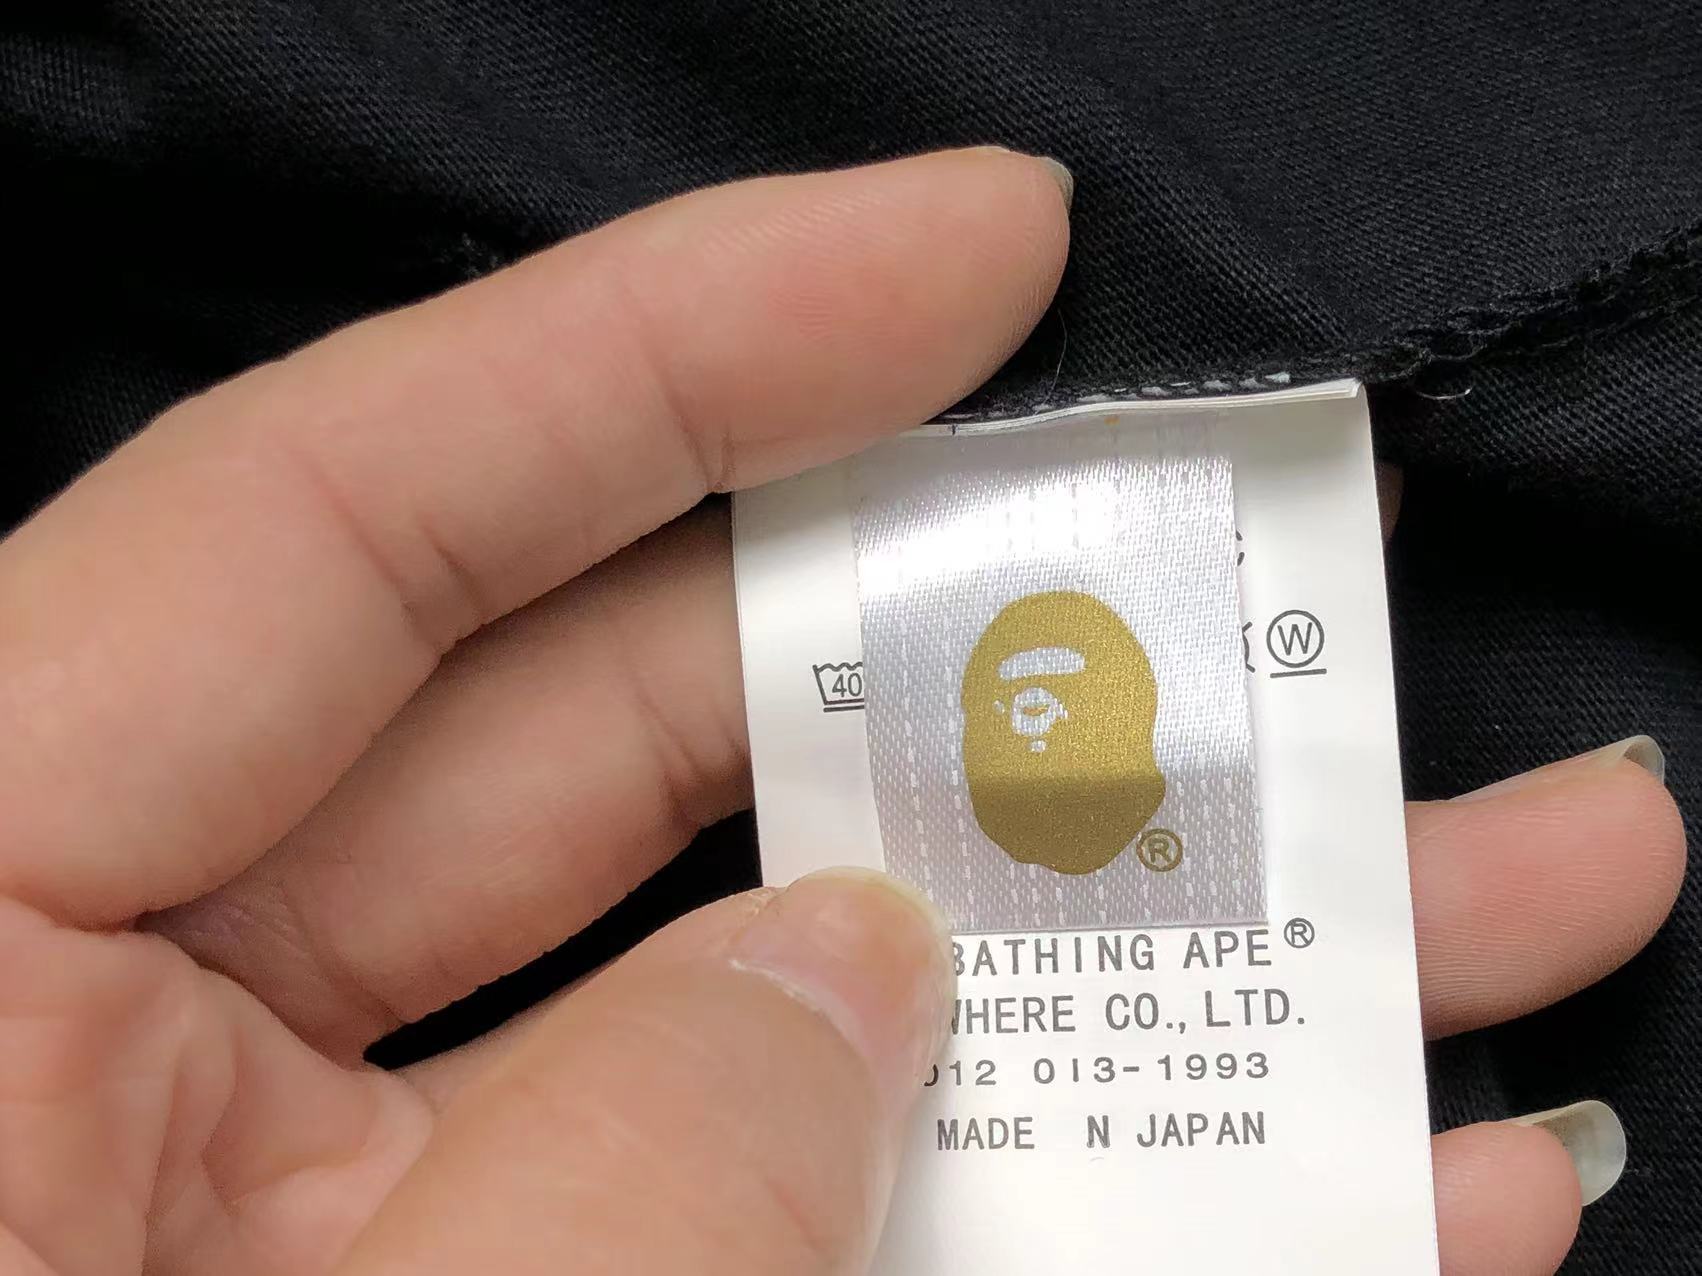 40
W
®
BATHING APE®
WHERE CO., LTD.
012 013-1993
MADE N JAPAN